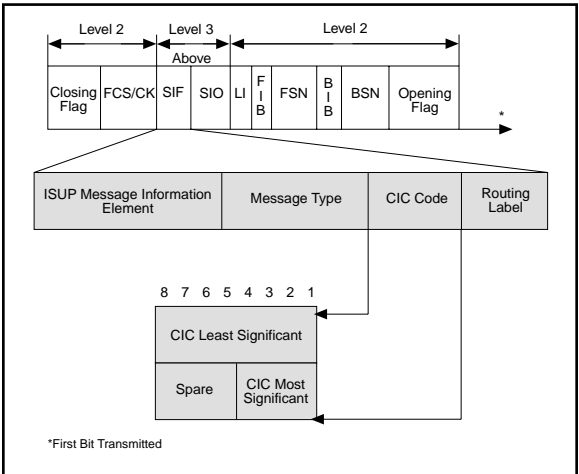 Level 2 Level 3 Level 2
Above
Closing Flag FCS/CK SIF SIO LI FIB FSN BIB BSN Opening Flag
*
ISUP Message Information Element Message Type CIC Code Routing Label
8 7 6 5 4 3 2 1
CIC Least Significant
Spare CIC Most Significant
*First Bit Transmitted